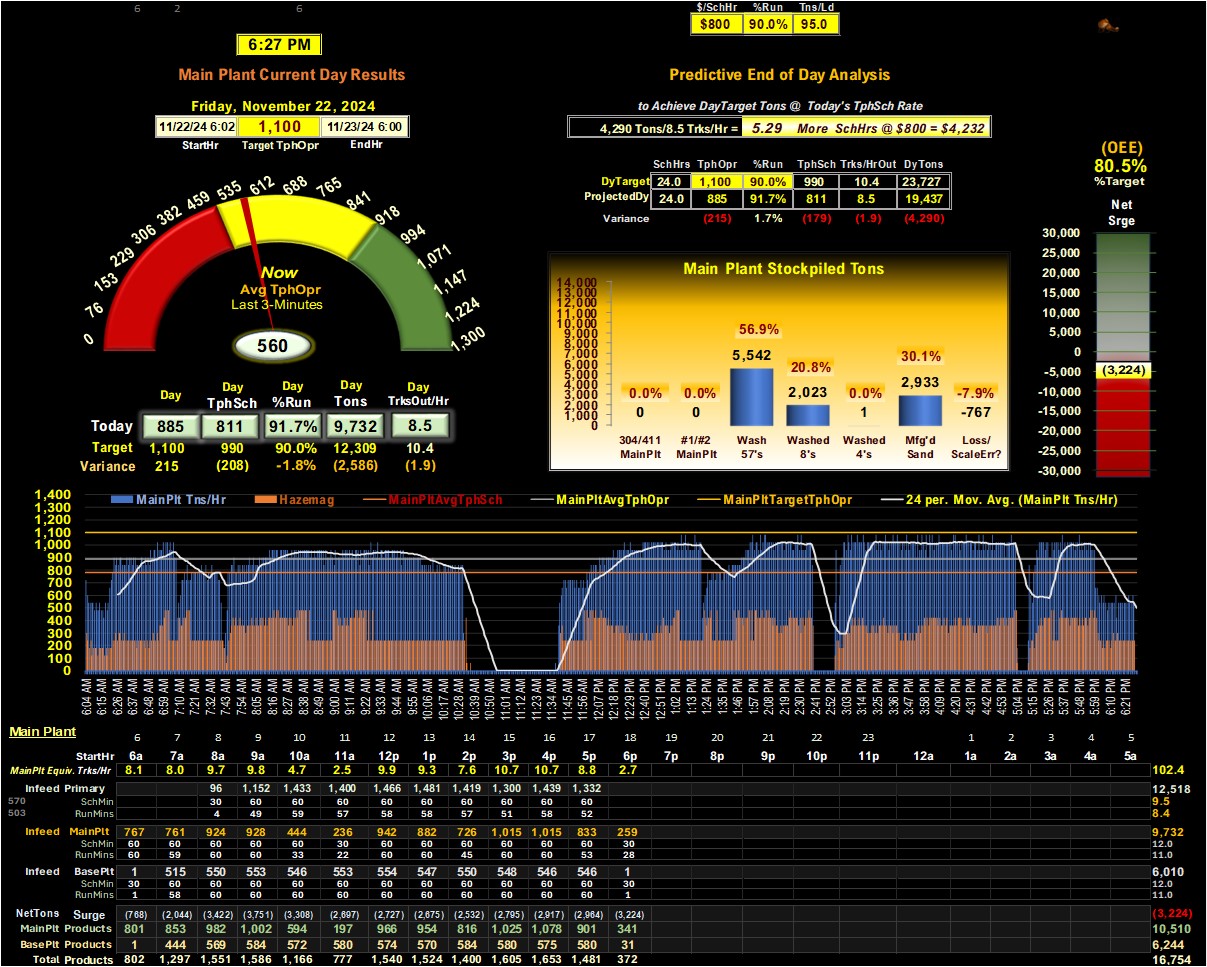 6 2 6
$/SchHr %Run Tns/Ld
$800 90.0% 95.0
6:27 PM
Main Plant Current Day Results
Predictive End of Day Analysis
Friday, November 22, 2024
to Achieve DayTarget Tons @ Today's TphSch Rate
11/22/24 6:02 1,100 11/23/24 6:00
StartHr Target TphOpr EndHr
4,290 Tons/8.5 Trks/Hr = 5.29 More SchHrs @ $800 = $4,232
(OEE)
80.5%
%Target
SchHrs TphOpr %Run TphSch Trks/HrOut DyTons
DyTarget 24.0 1,100 90.0% 990 10.4 23,727
ProjectedDy 24.0 885 91.7% 811 8.5 19,437
Variance (215) 1.7% (179) (1.9) (4,290)
0 76 153 229 306 382 459 535 612 688 765 841 918 994 1,071 1,147 1,224 1,300
Now
Avg TphOpr
Last 3-Minutes
560
Net
Srge
30,000
25,000
20,000
15,000
10,000
5,000
0
(3,224)
-5,000
-10,000
-15,000
-20,000
-25,000
-30,000
Main Plant Stockpiled Tons
14,000
13,000
12,000
11,000
10,000
9,000
8,000
7,000
6,000
5,000
4,000
3,000
2,000
1,000
0
0.0% 0.0% 56.9% 20.8% 0.0% 30.1% -7.9%
0 0 5,542 2,023 1 2,933 -767
304/411 #1/#2 Wash Washed Washed Mfg'd Loss/
MainPlt MainPlt 57's 8's 4's Sand ScaleErr?
Day Day Day Day
Day TphSch %Run Tons TrksOut/Hr
Today 885 811 91.7% 9,732 8.5
Target 1,100 990 90.0% 12,309 10.4
Variance 215 (208) -1.8% (2,586) (1.9)
MainPlt Tns/Hr Hazemag MainPltAvgTphSch MainPltAvgTphOpr MainPltTargetTphOpr 24 per. Mov. Avg. (MainPlt Tns/Hr)
1,400
1,300
1,200
1,100
1,000
900
800
700
600
500
400
300
200
100
0
6:04 AM 6:15 AM 6:26 AM 6:37 AM 6:48 AM 6:59 AM 7:10 AM 7:21 AM 7:32 AM 7:43 AM 7:54 AM 8:05 AM 8:16 AM 8:27 AM 8:38 AM 8:49 AM 9:00 AM 9:11 AM 9:22 AM 9:33 AM 9:44 AM 9:55 AM 10:06 AM 10:17 AM 10:28 AM 10:39 AM 10:50 AM 11:01 AM 11:12 AM 11:23 AM 11:34 AM 11:45 AM 11:56 AM 12:07 PM 12:18 PM 12:29 PM 12:40 PM 12:51 PM 1:02 PM 1:13 PM 1:24 PM 1:35 PM 1:46 PM 1:57 PM 2:08 PM 2:19 PM 2:30 PM 2:41 PM 2:52 PM 3:03 PM 3:14 PM 3:25 PM 3:36 PM 3:47 PM 3:58 PM 4:09 PM 4:20 PM 4:31 PM 4:42 PM 4:53 PM 5:04 PM 5:15 PM 5:26 PM 5:37 PM 5:48 PM 5:59 PM 6:10 PM 6:21 PM
Main Plant
6 7 8 9 10 11 12 13 14 15 16 17 18 19 20 21 22 23 1 2 3 4 5
StartHr 6a 7a 8a 9a 10a 11a 12p 1p 2p 3p 4p 5p 6p 7p 8p 9p 10p 11p 12a 1a 2a 3a 4a 5a
MainPlt Equiv. Trks/Hr 8.1 8.0 9.7 9.8 4.7 2.5 9.9 9.3 7.6 10.7 10.7 8.8 2.7 102.4
Infeed Primary 96 1,152 1,433 1,400 1,466 1,481 1,419 1,300 1,439 1,332 12,518
570 SchMin 30 60 60 60 60 60 60 60 60 60 9.5
503 RunMins 4 49 59 57 58 58 57 51 58 52 8.4
Infeed MainPlt 767 761 924 928 444 236 942 882 726 1,015 1,015 833 259 9,732
SchMin 60 60 60 60 60 30 60 60 60 60 60 60 30 12.0
RunMins 60 59 60 60 33 22 60 60 45 60 60 53 28 11.0
Infeed BasePlt 1 515 550 553 546 553 554 547 550 548 546 546 1 6,010
SchMin 30 60 60 60 60 60 60 60 60 60 60 60 30 12.0
RunMins 1 58 60 60 60 60 60 60 60 60 60 60 1 11.0
NetTons Surge (768) (2,044) (3,422) (3,751) (3,308) (2,697) (2,727) (2,675) (2,532) (2,795) (2,917) (2,964) (3,224) (3,224)
MainPlt Products 801 853 982 1,002 594 197 966 954 816 1,025 1,078 901 341 10,510
BasePlt Products 1 444 569 584 572 580 574 570 584 580 575 580 31 6,244
Total Products 802 1,297 1,551 1,586 1,166 777 1,540 1,524 1,400 1,605 1,653 1,481 372 16,754